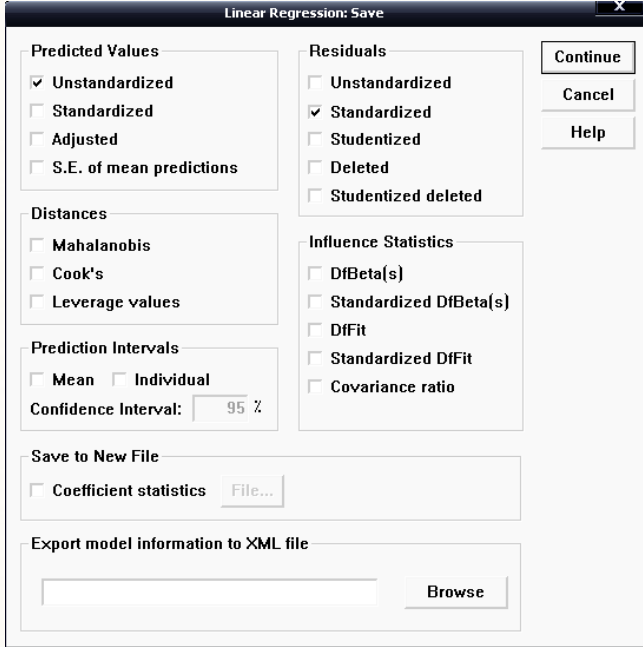 Linear Regression: Save
X
Predicted Values
Unstandardized
Standardized
Adjusted
S.E. of mean predictions
Residuals
Unstandardized
Standardized
Studentized
Deleted
Studentized deleted
Continue
Cancel
Help
Distances
Mahalanobis
Cook's
Leverage values
Influence Statistics
DfBeta(s)
Standardized DfBeta(s)
DfFit
Standardized DfFit
Covariance ratio
Prediction Intervals
Mean Individual
Confidence Interval: 95 %
Save to New File
Coefficient statistics File...
Export model information to XML file
Browse